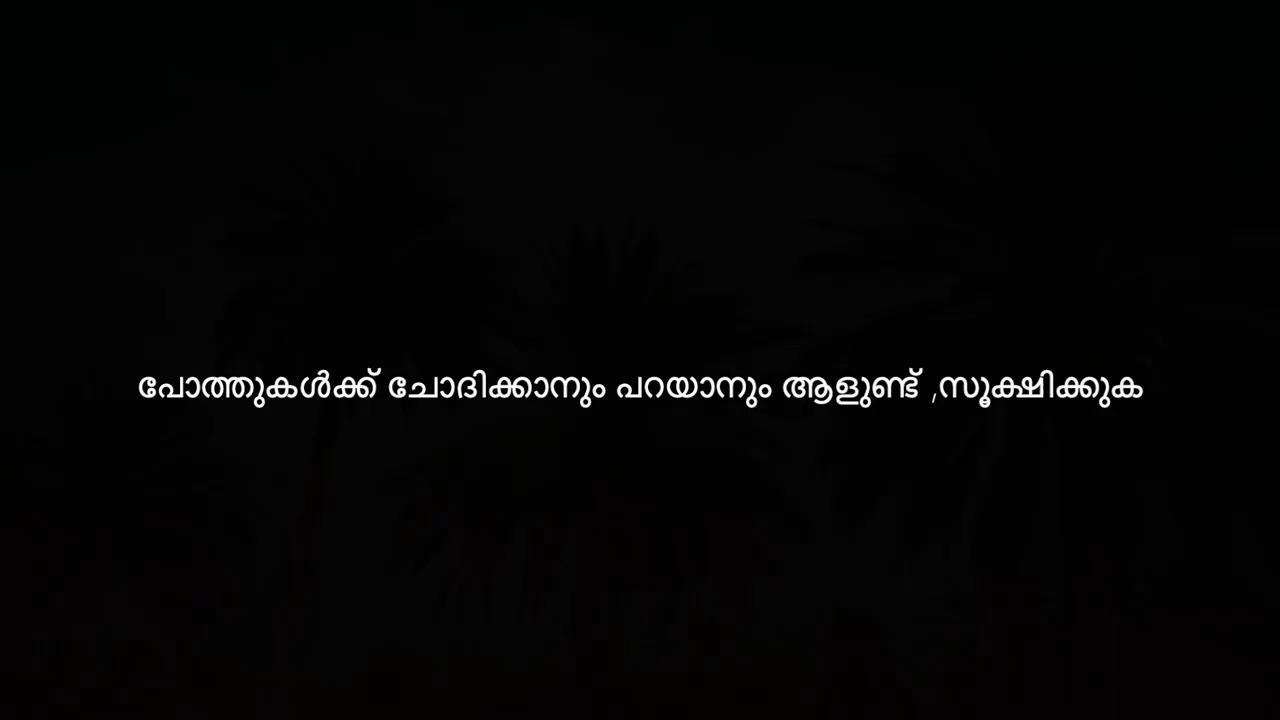 പോത്തുകൾക്ക് ചോദിക്കാനും പറയാനും ആളുണ്ട് ,സൂക്ഷിക്കുക